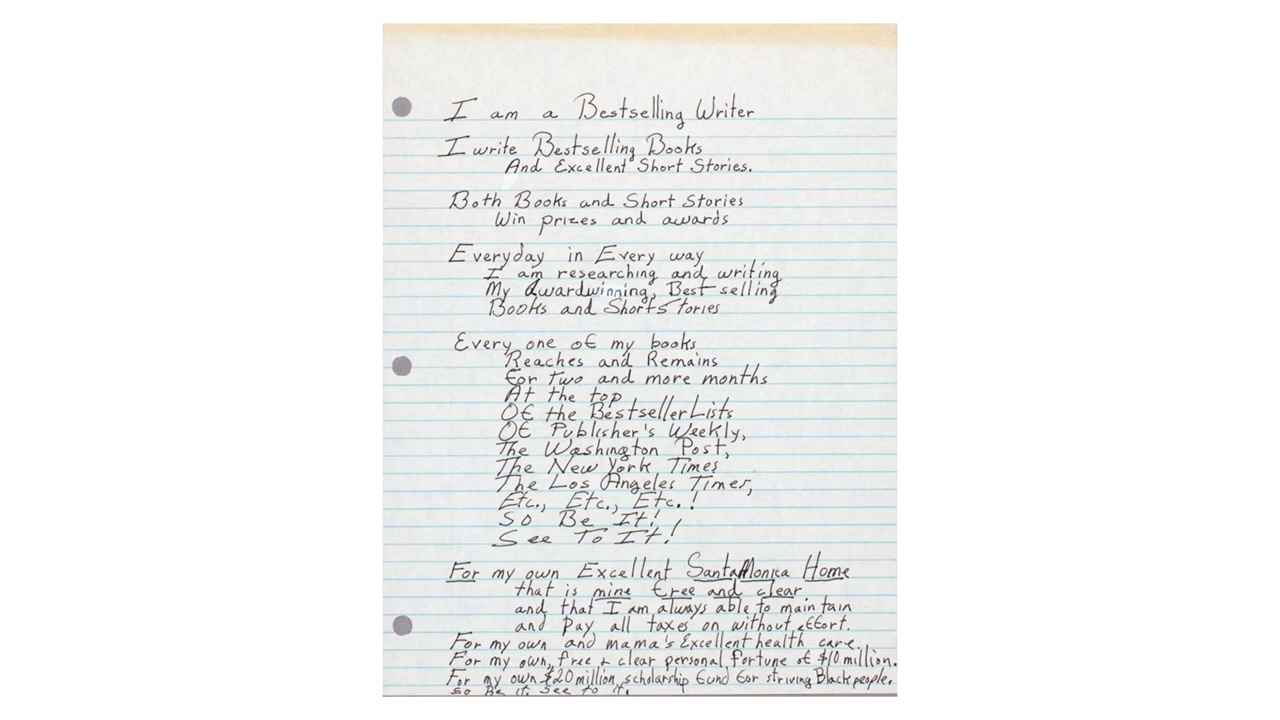 I am a Bestselling Writer
I write Bestselling Books
And Excellent Short Stories.
Both Books and Short Stories
Win prizes and awards
Everyday in Every way
I am researching and writing
My Awardwinning, Best selling
Books and Short Stories
Every one of my books
Reaches and Remains
For two and more months
At the top
Of the Bestseller Lists
Of Publisher's Weekly,
The Washington Post,
The New York Times
The Los Angeles Times,
Etc., Etc., Etc.!
So Be It!
See To It!
For my own Excellent Santa Monica Home
that is mine free and clear
and that I am always able to maintain
and pay all taxes on without effort.
For my own and mama's Excellent health care.
For my own, free + clear personal fortune of $10 million.
For my own $20 million scholarship fund for striving Black people.
So Be it. See to it.